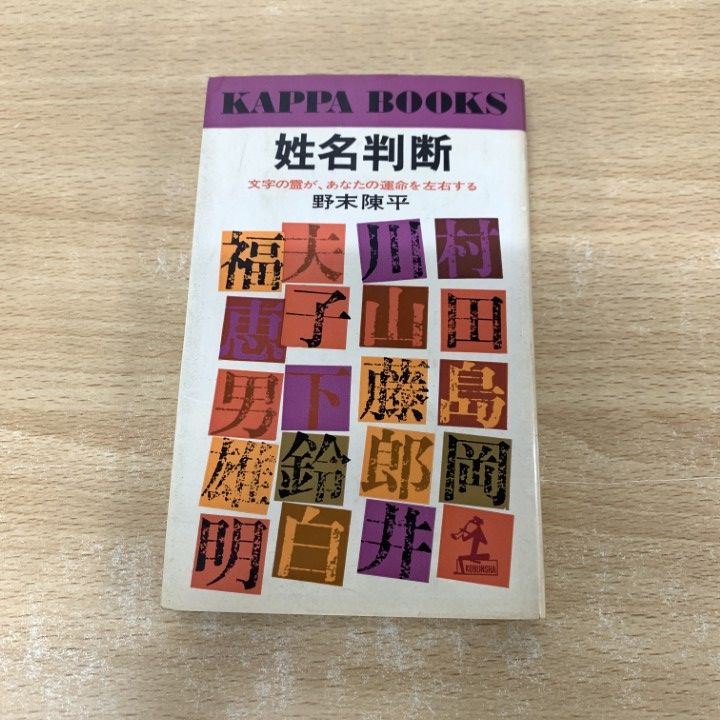 KAPPA BOOKS
姓名判断
文字の霊が、あなたの運命を左右する
野末陳平
福 夫 川 村
恵 子 山 田
男 下 藤 島
雄 鈴 郎 岡
明 白 井
KOBUNSHA